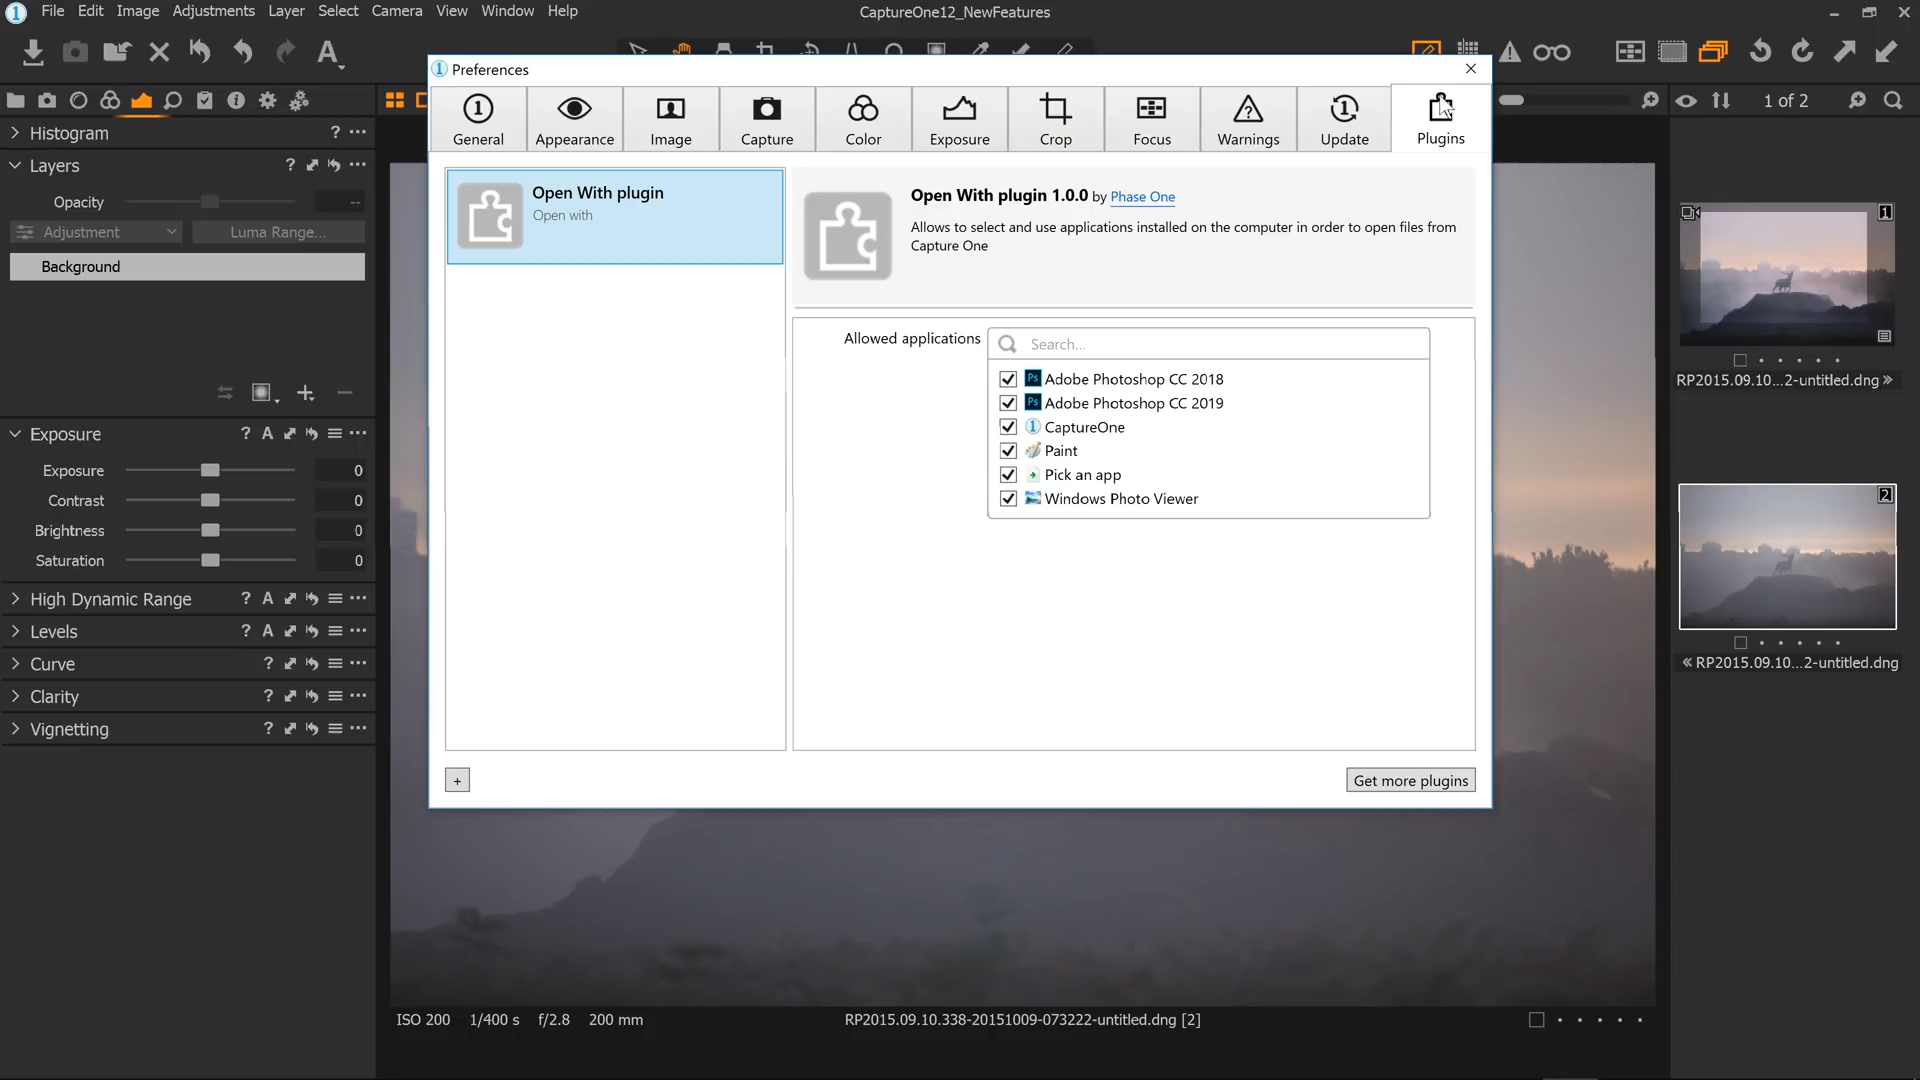 File Edit Image Adjustments Layer Select Camera View Window Help
CaptureOne12_NewFeatures
Preferences
General Appearance Image Capture Color Exposure Crop Focus Warnings Update Plugins
1 of 2
Histogram
Layers
Opacity --
Adjustment Luma Range...
Background
Exposure
Exposure 0
Contrast 0
Brightness 0
Saturation 0
High Dynamic Range
Levels
Curve
Clarity
Vignetting
Open With plugin
Open with
Open With plugin 1.0.0 by Phase One
Allows to select and use applications installed on the computer in order to open files from
Capture One
Allowed applications
Search...
Adobe Photoshop CC 2018
Adobe Photoshop CC 2019
CaptureOne
Paint
Pick an app
Windows Photo Viewer
+
Get more plugins
1
RP2015.09.10...2-untitled.dng »
2
« RP2015.09.10...2-untitled.dng
ISO 200 1/400 s f/2.8 200 mm
RP2015.09.10.338-20151009-073222-untitled.dng [2]